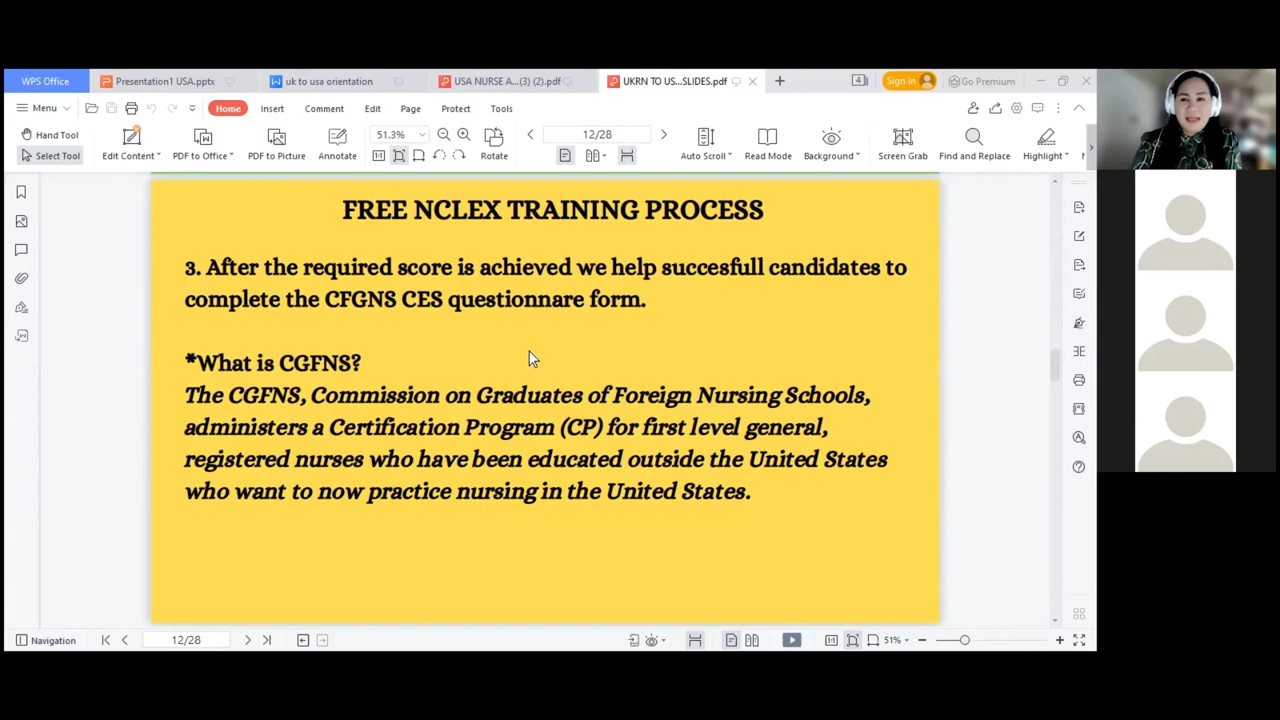 WPS Office
Presentation1 USA.pptx
uk to usa orientation
USA NURSE A...(3) (2).pdf
UKRN TO US...SLIDES.pdf
4
Sign in
Go Premium
Menu
Home
Insert
Comment
Edit
Page
Protect
Tools
Hand Tool
Select Tool
Edit Content
PDF to Office
PDF to Picture
Annotate
51.3%
Rotate
12/28
Auto Scroll
Read Mode
Background
Screen Grab
Find and Replace
Highlight
FREE NCLEX TRAINING PROCESS
3. After the required score is achieved we help succesfull candidates to
complete the CFGNS CES questionnare form.
*What is CGFNS?
The CGFNS, Commission on Graduates of Foreign Nursing Schools,
administers a Certification Program (CP) for first level general,
registered nurses who have been educated outside the United States
who want to now practice nursing in the United States.
Navigation
12/28
51%